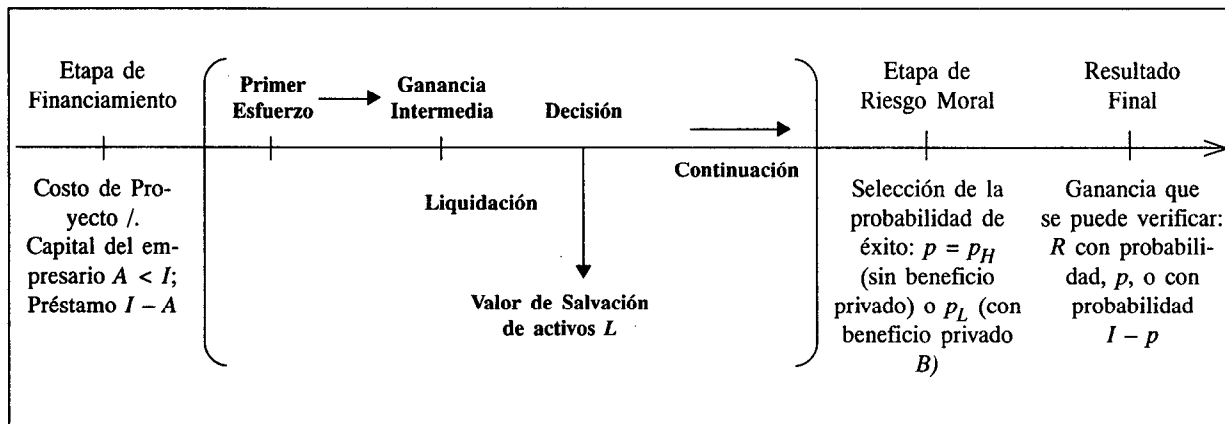 Etapa de
Financiamiento
Primer
Esfuerzo
Ganancia
Intermedia
Decisión
Continuación
Etapa de
Riesgo Moral
Resultado
Final
Costo de Pro-
yecto I.
Capital del em-
presario A < I;
Préstamo I – A
Liquidación
Valor de Salvación
de activos L
Selección de la
probabilidad de
éxito: p = pH
(sin beneficio
privado) o pL (con
beneficio privado
B)
Ganancia que
se puede verificar:
R con probabili-
dad, p, o con
probabilidad
I – p